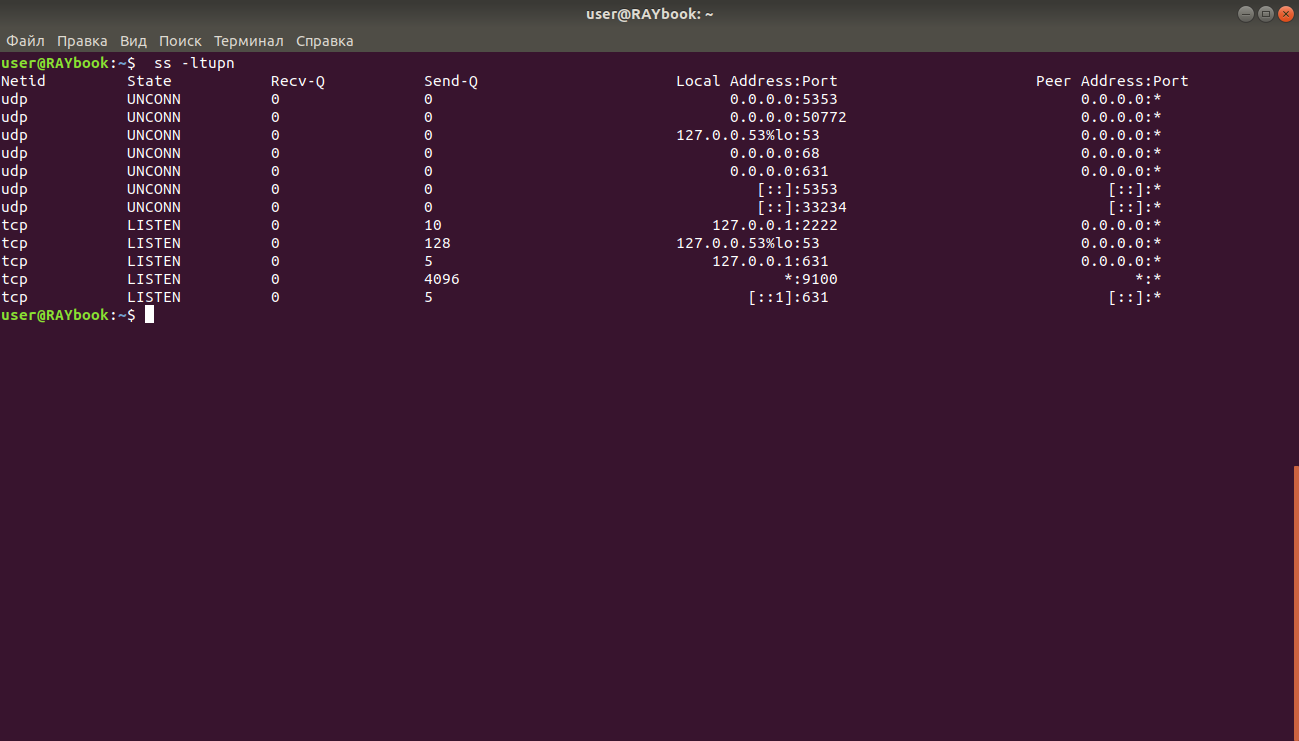 user@RAYbook: ~
Файл Правка Вид Поиск Терминал Справка
user@RAYbook:~$  ss -ltupn
Netid State Recv-Q Send-Q Local Address:Port Peer Address:Port
udp UNCONN 0 0 0.0.0.0:5353 0.0.0.0:*
udp UNCONN 0 0 0.0.0.0:50772 0.0.0.0:*
udp UNCONN 0 0 127.0.0.53%lo:53 0.0.0.0:*
udp UNCONN 0 0 0.0.0.0:68 0.0.0.0:*
udp UNCONN 0 0 0.0.0.0:631 0.0.0.0:*
udp UNCONN 0 0 [::]:5353 [::]:*
udp UNCONN 0 0 [::]:33234 [::]:*
tcp LISTEN 0 10 127.0.0.1:2222 0.0.0.0:*
tcp LISTEN 0 128 127.0.0.53%lo:53 0.0.0.0:*
tcp LISTEN 0 5 127.0.0.1:631 0.0.0.0:*
tcp LISTEN 0 4096 *:9100 *:*
tcp LISTEN 0 5 [::1]:631 [::]:*
user@RAYbook:~$